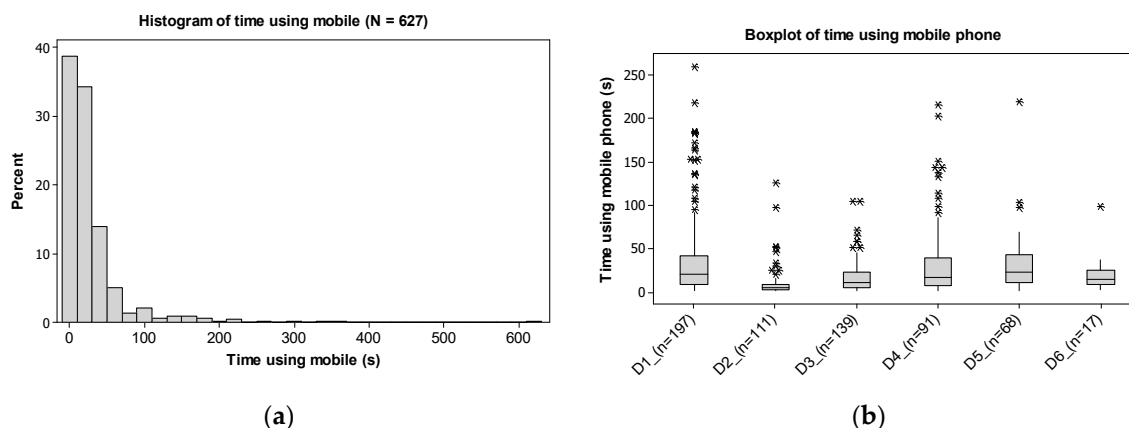 Histogram of time using mobile (N = 627)
Percent
40
30
20
10
0
0 100 200 300 400 500 600
Time using mobile (s)
(a)
Boxplot of time using mobile phone
Time using mobile phone (s)
250
200
150
100
50
0
D1_(n=197)
D2_(n=111)
D3_(n=139)
D4_(n=91)
D5_(n=68)
D6_(n=17)
(b)